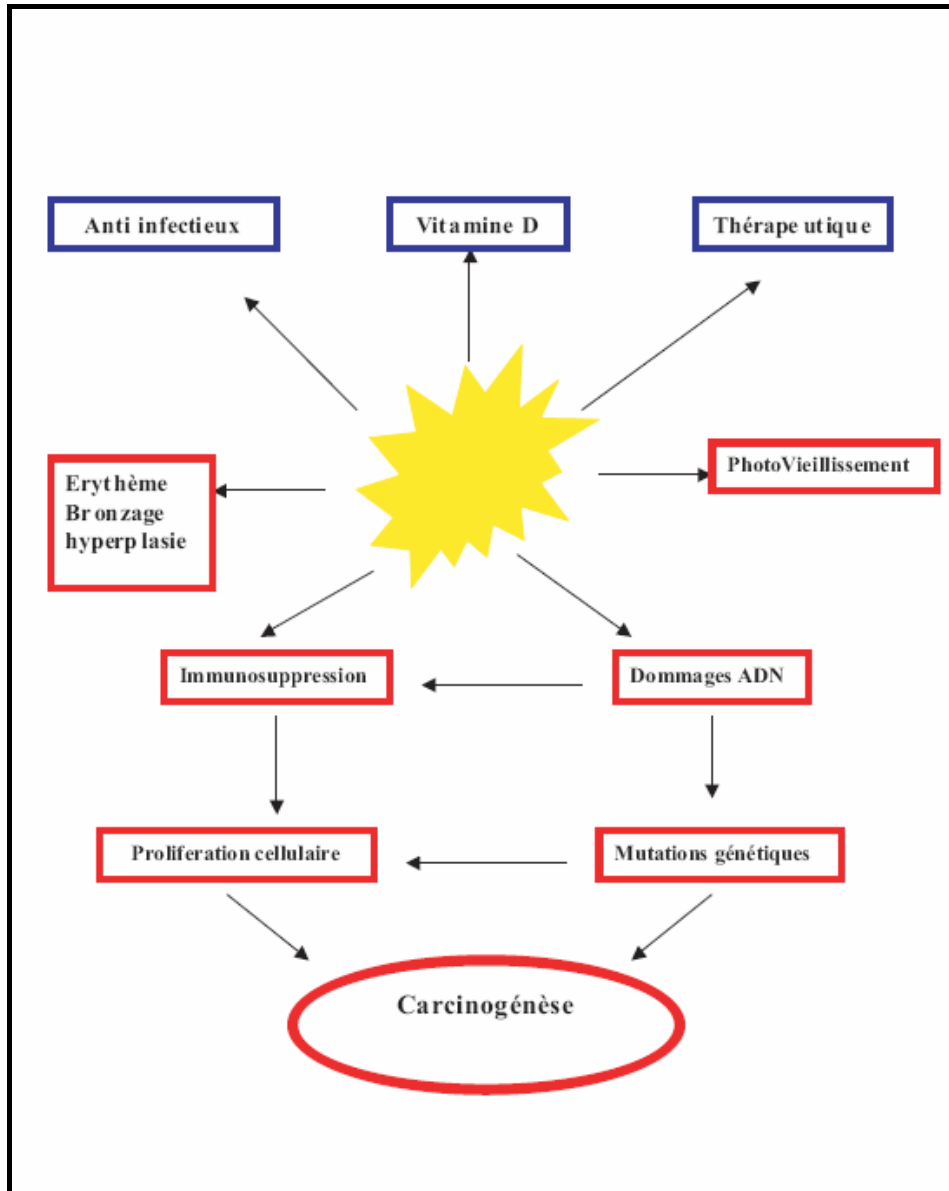 Anti infectieux
Vitamine D
Thérapeutique
PhotoVieillissement
Erythème
Bronzage
hyperplasie
Immunosuppression
Dommages ADN
Proliferation cellulaire
Mutations génétiques
Carcinogénèse